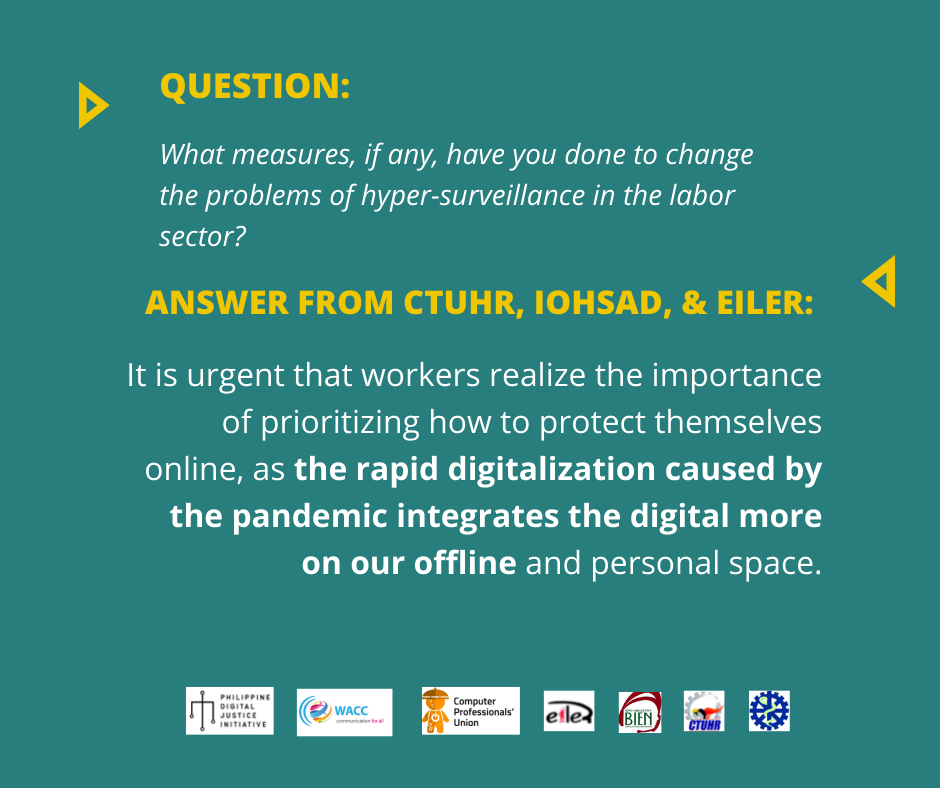 QUESTION:
What measures, if any, have you done to change
the problems of hyper-surveillance in the labor
sector?
ANSWER FROM CTUHR, IOHSAD, & EILER:
It is urgent that workers realize the importance
of prioritizing how to protect themselves
online, as the rapid digitalization caused by
the pandemic integrates the digital more
on our offline and personal space.
PHILIPPINE
DIGITAL
JUSTICE
INITIATIVE
WACC
communication for all
Computer
Professionals'
Union
eiler
BIEN
CTUHR